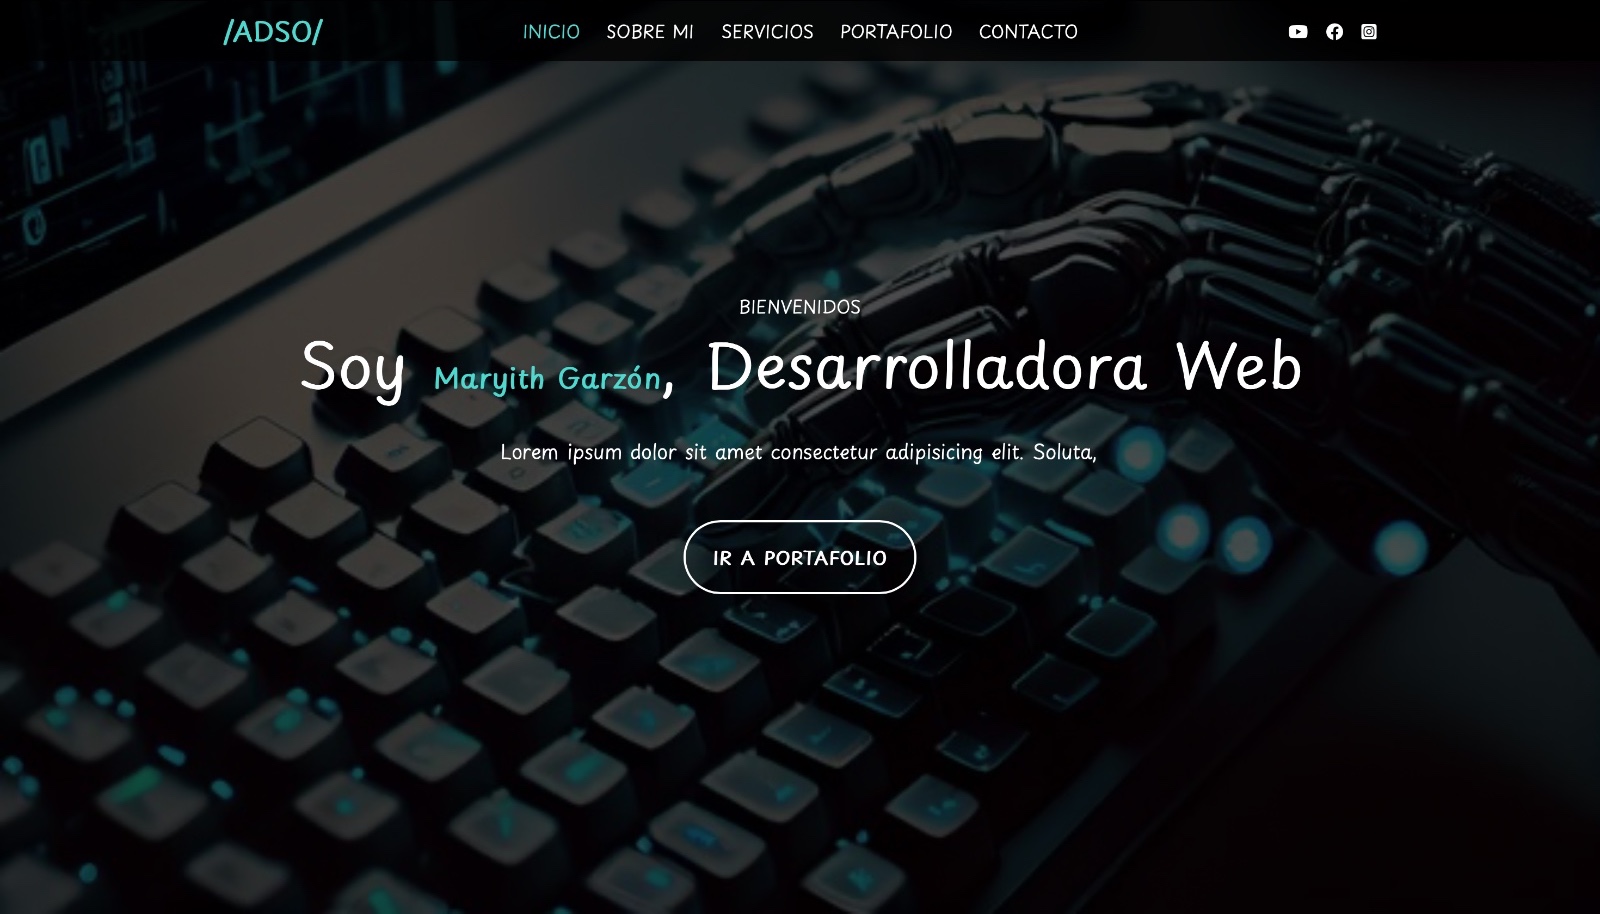 /ADSO/
INICIO SOBRE MI SERVICIOS PORTAFOLIO CONTACTO
BIENVENIDOS
Soy Maryith Garzón, Desarrolladora Web
Lorem ipsum dolor sit amet consectetur adipisicing elit. Soluta,
IR A PORTAFOLIO